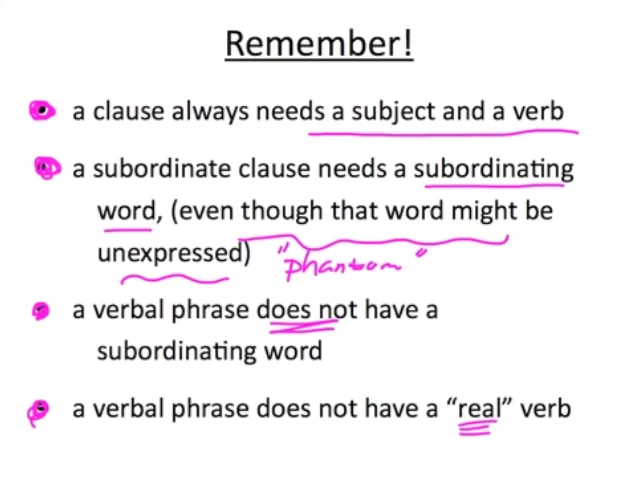 Remember!
a clause always needs a subject and a verb
a subordinate clause needs a subordinating
word, (even though that word might be
unexpressed) "phantom"
a verbal phrase does not have a
subordinating word
a verbal phrase does not have a “real” verb